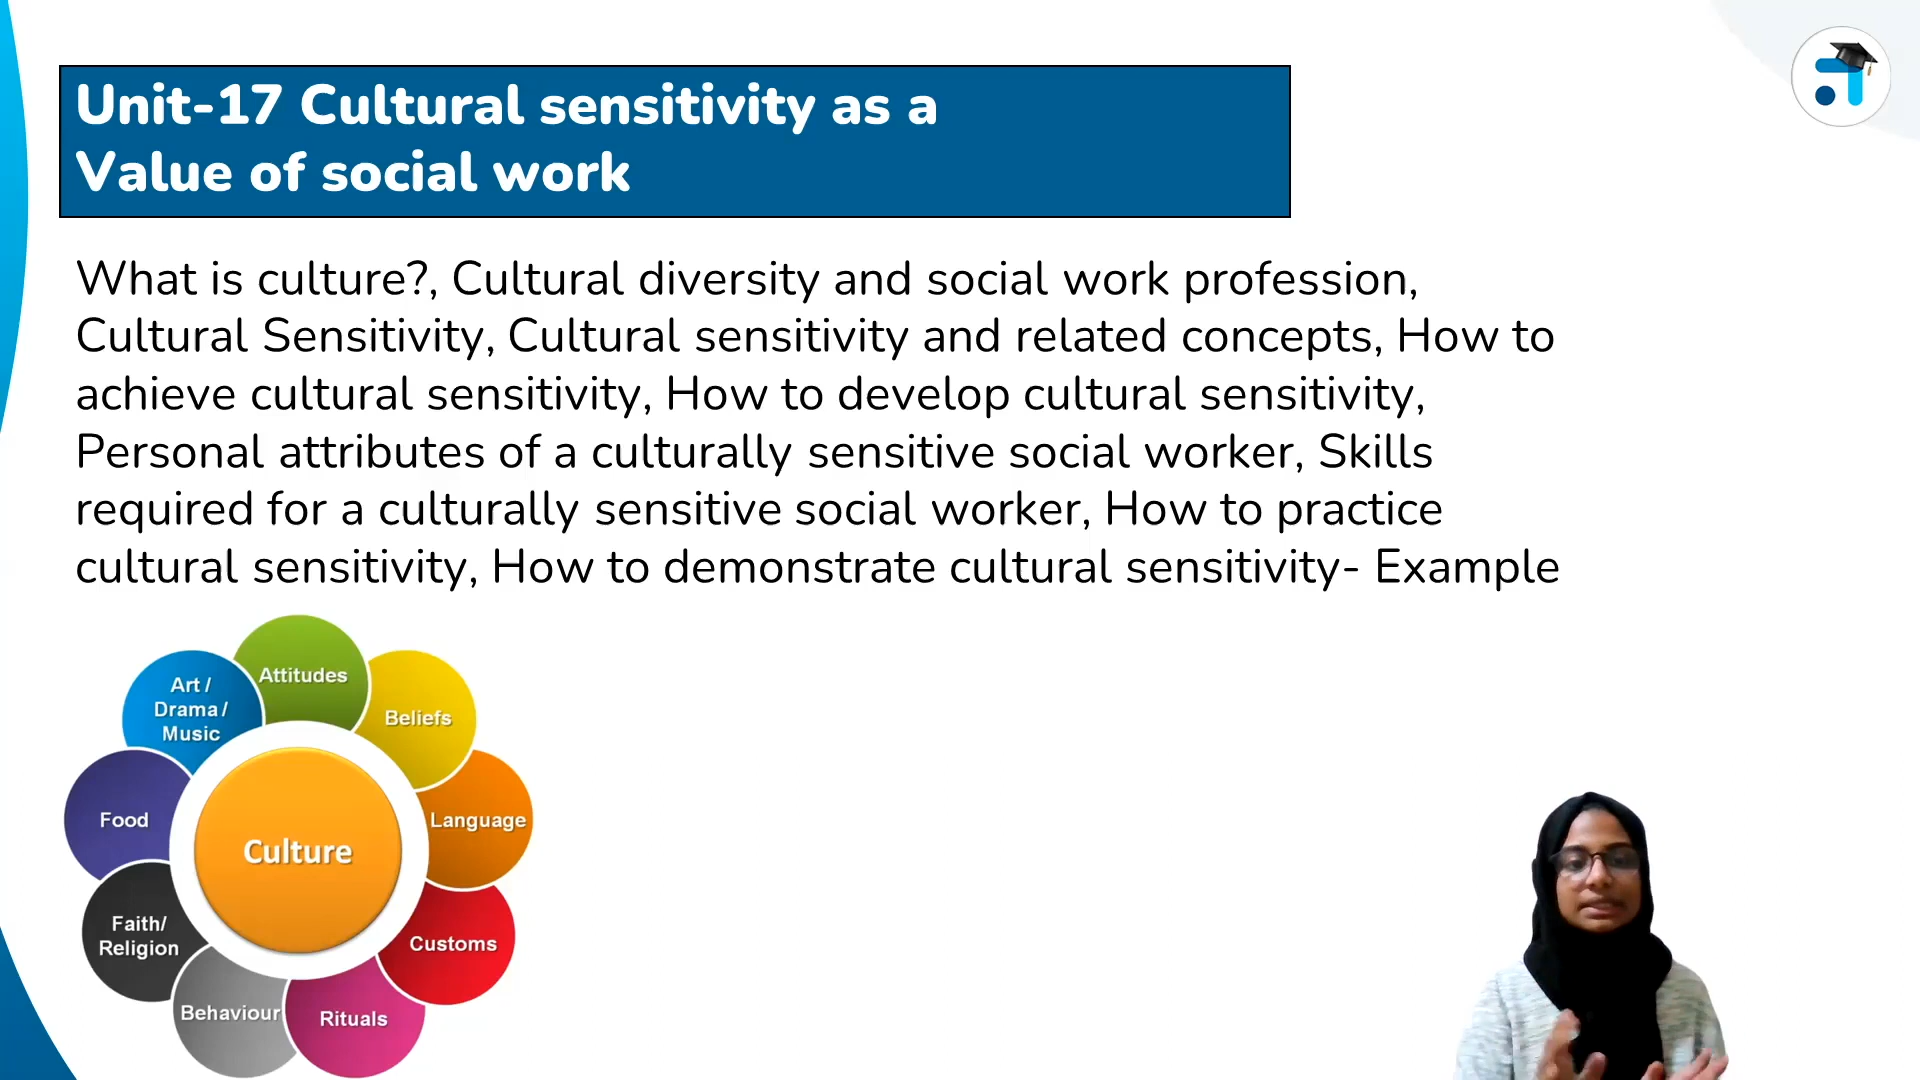 Unit-17 Cultural sensitivity as a
Value of social work
What is culture?, Cultural diversity and social work profession,
Cultural Sensitivity, Cultural sensitivity and related concepts, How to
achieve cultural sensitivity, How to develop cultural sensitivity,
Personal attributes of a culturally sensitive social worker, Skills
required for a culturally sensitive social worker, How to practice
cultural sensitivity, How to demonstrate cultural sensitivity- Example
Attitudes
Beliefs
Language
Customs
Rituals
Behaviour
Faith/
Religion
Food
Art /
Drama /
Music
Culture